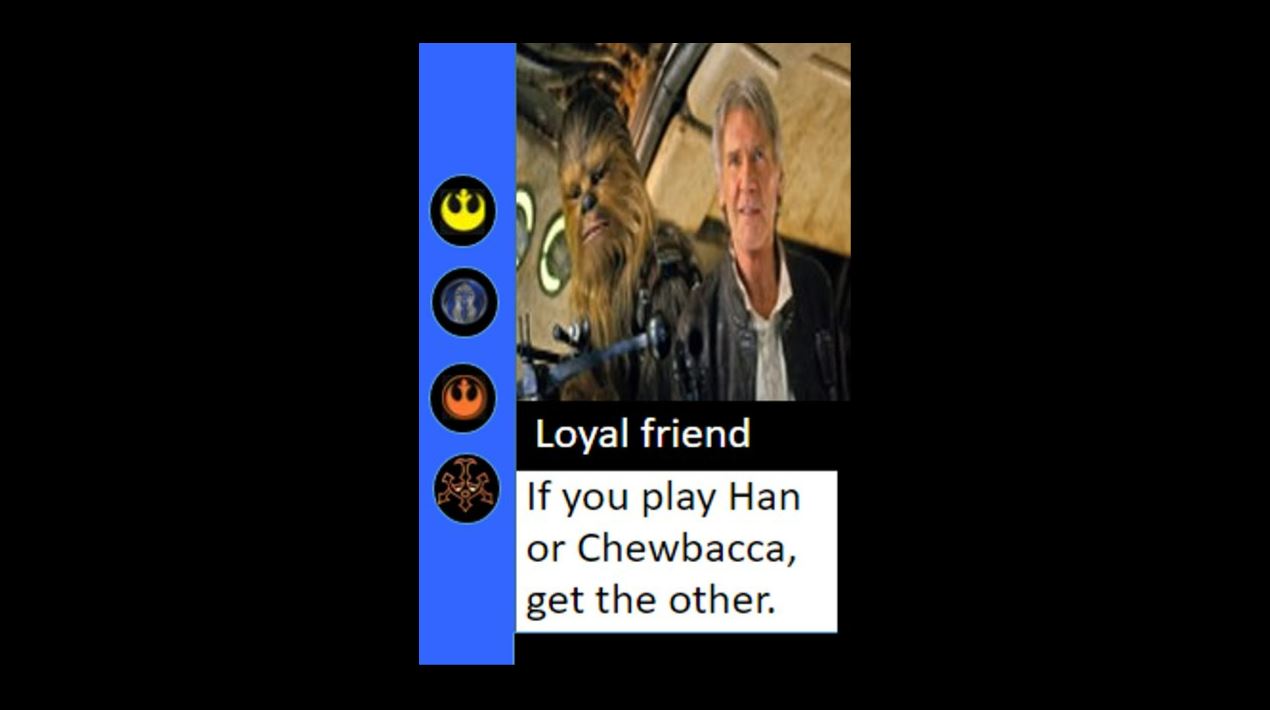 Loyal friend
If you play Han
or Chewbacca,
get the other.